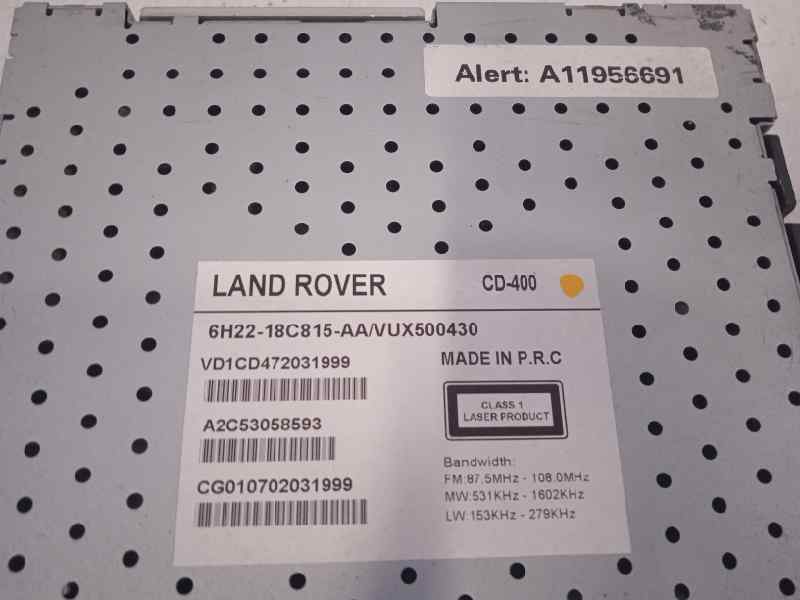 Alert: A11956691
LAND ROVER CD-400
6H22-18C815-AA/VUX500430
VD1CD472031999
MADE IN P.R.C
CLASS 1
LASER PRODUCT
A2C53058593
CG010702031999
Bandwidth:
FM:87.5MHz - 108.0MHz
MW:531KHz - 1602KHz
LW:153KHz - 279KHz